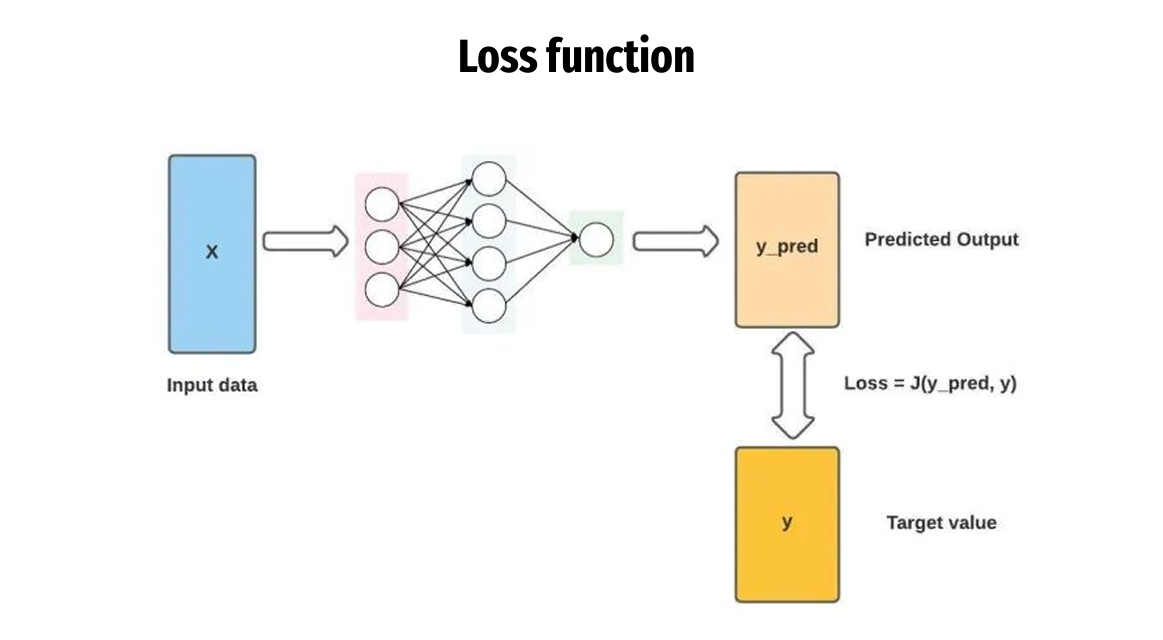 Loss function
X
Input data
y_pred
Predicted Output
Loss = J(y_pred, y)
y
Target value